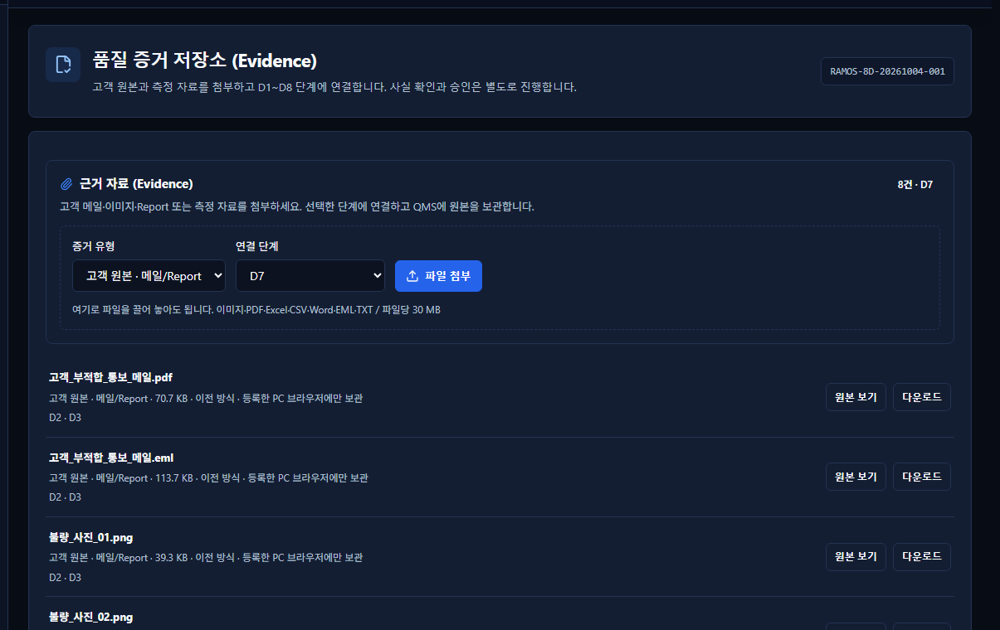 품질 증거 저장소 (Evidence)
고객 원본과 측정 자료를 첨부하고 D1~D8 단계에 연결합니다. 사실 확인과 승인은 별도로 진행합니다.
RAMOS-8D-20261004-001
근거 자료 (Evidence)
8건 · D7
고객 메일·이미지·Report 또는 측정 자료를 첨부하세요. 선택한 단계에 연결하고 QMS에 원본을 보관합니다.
증거 유형
연결 단계
고객 원본 · 메일/Report
D7
파일 첨부
여기로 파일을 끌어 놓아도 됩니다. 이미지·PDF·Excel·CSV·Word·EML·TXT / 파일당 30 MB
고객_부적합_통보_메일.pdf
고객 원본 · 메일/Report · 70.7 KB · 이전 방식 · 등록한 PC 브라우저에만 보관
D2 · D3
원본 보기
다운로드
고객_부적합_통보_메일.eml
고객 원본 · 메일/Report · 113.7 KB · 이전 방식 · 등록한 PC 브라우저에만 보관
D2 · D3
원본 보기
다운로드
불량_사진_01.png
고객 원본 · 메일/Report · 39.3 KB · 이전 방식 · 등록한 PC 브라우저에만 보관
D2 · D3
원본 보기
다운로드
불량_사진_02.png